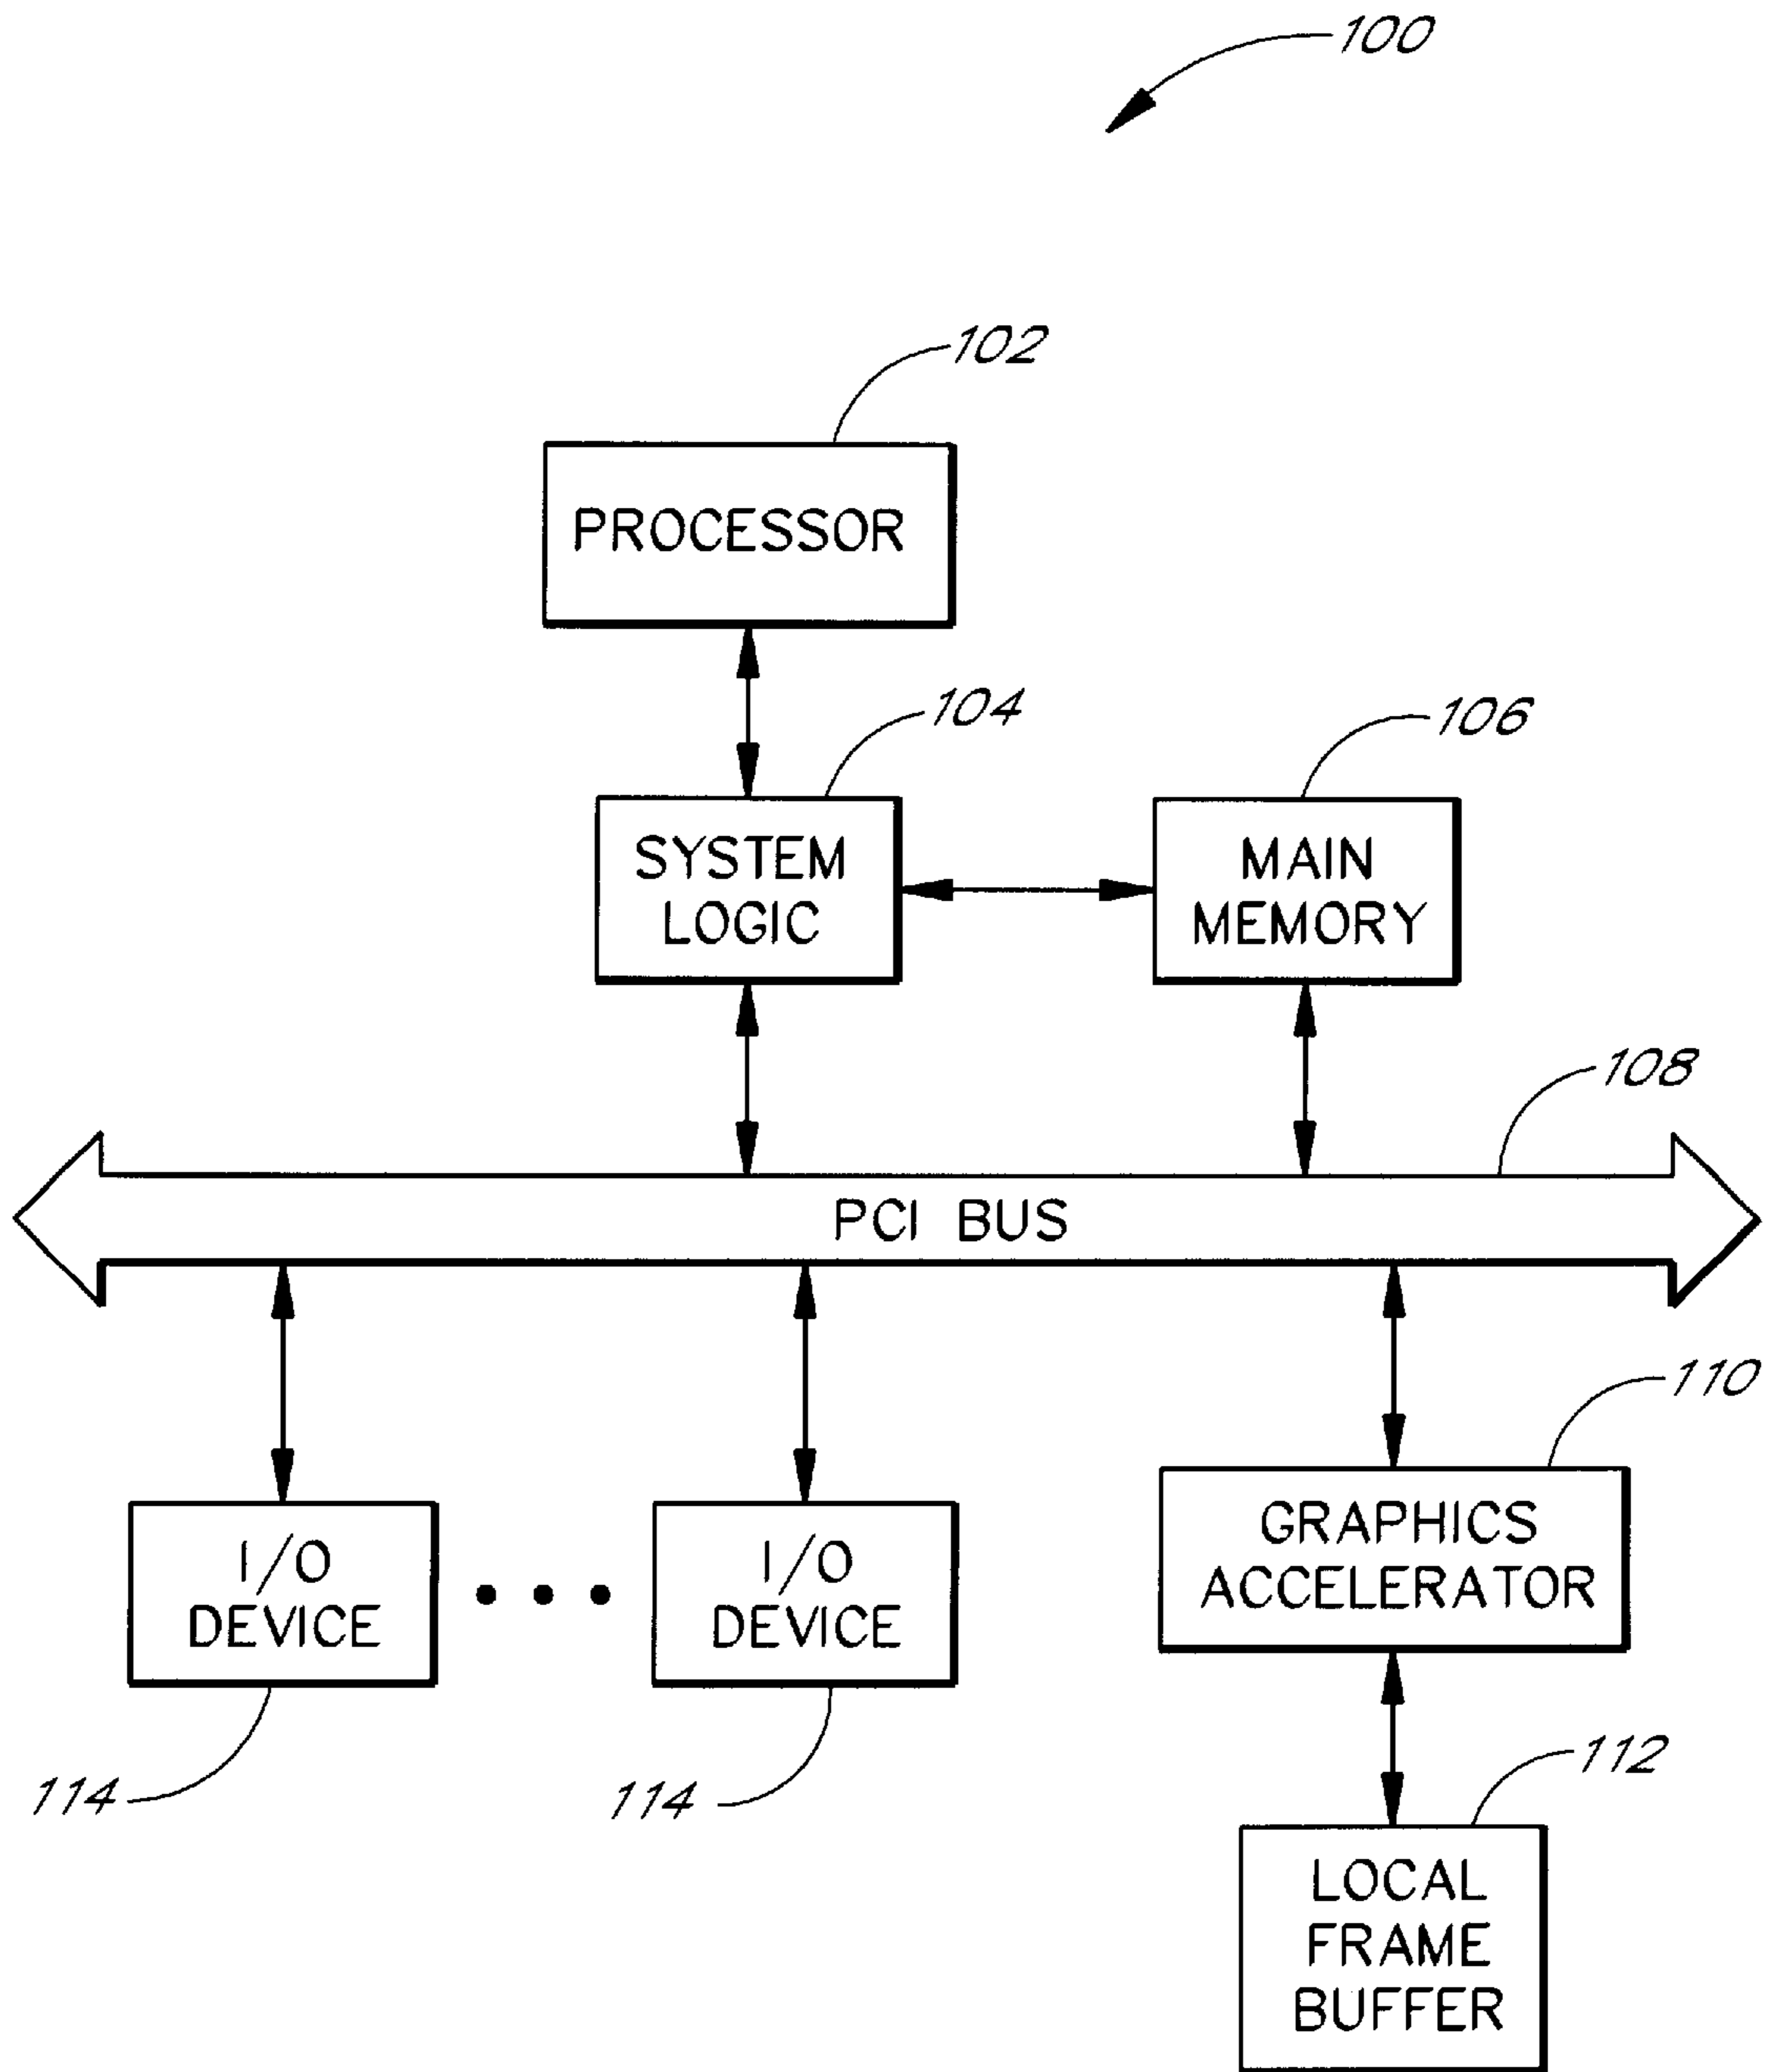 100
102
PROCESSOR
104
106
SYSTEM
LOGIC
MAIN
MEMORY
108
PCI BUS
110
I/O
DEVICE
I/O
DEVICE
GRAPHICS
ACCELERATOR
114
114
112
LOCAL
FRAME
BUFFER